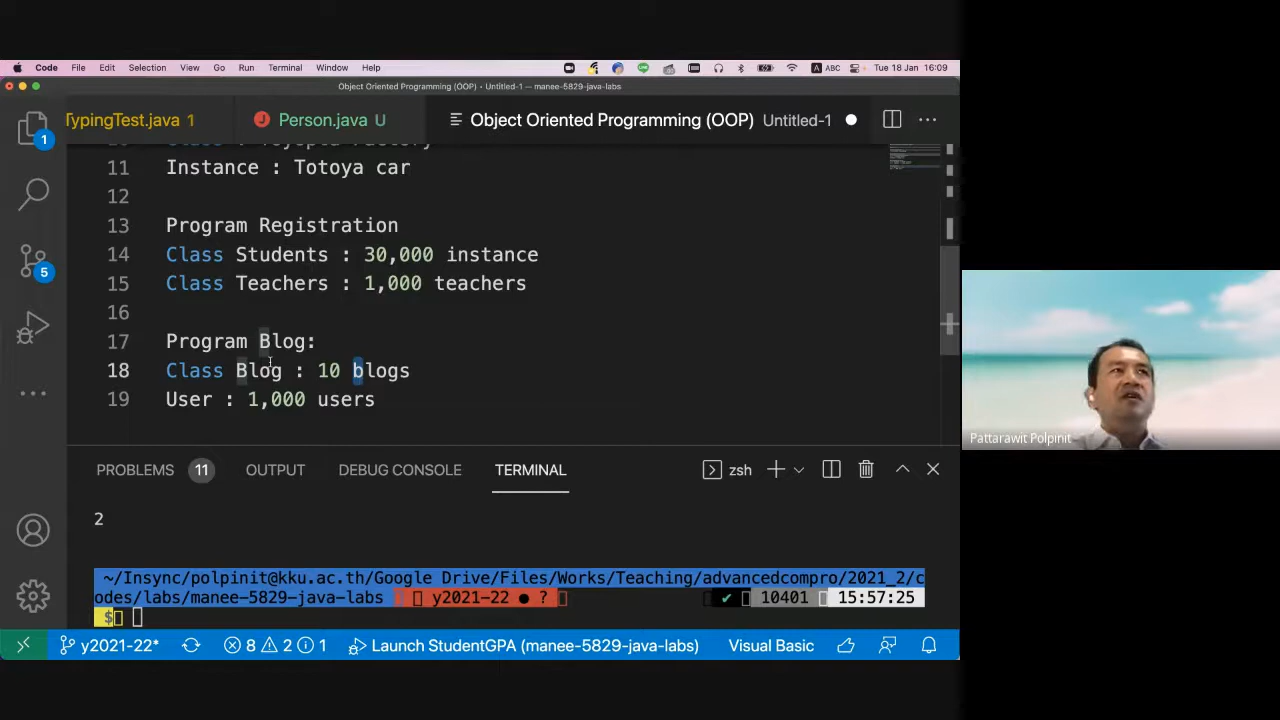 Code File Edit Selection View Go Run Terminal Window Help ABC Tue 18 Jan 16:09
Object Oriented Programming (OOP) • Untitled-1 — manee-5829-java-labs
TypingTest.java 1 Person.java U Object Oriented Programming (OOP) Untitled-1
1
11 Instance : Totoya car
12
13 Program Registration
14 Class Students : 30,000 instance
15 Class Teachers : 1,000 teachers
16
17 Program Blog:
18 Class Blog : 10 blogs
19 User : 1,000 users
5
PROBLEMS 11 OUTPUT DEBUG CONSOLE TERMINAL zsh
2
~/Insync/polpinit@kku.ac.th/Google Drive/Files/Works/Teaching/advancedcompro/2021_2/c
odes/labs/manee-5829-java-labs y2021-22 ● ? ✔ 10401 15:57:25
$
y2021-22* 8 2 1 Launch StudentGPA (manee-5829-java-labs) Visual Basic
Pattarawit Polpinit